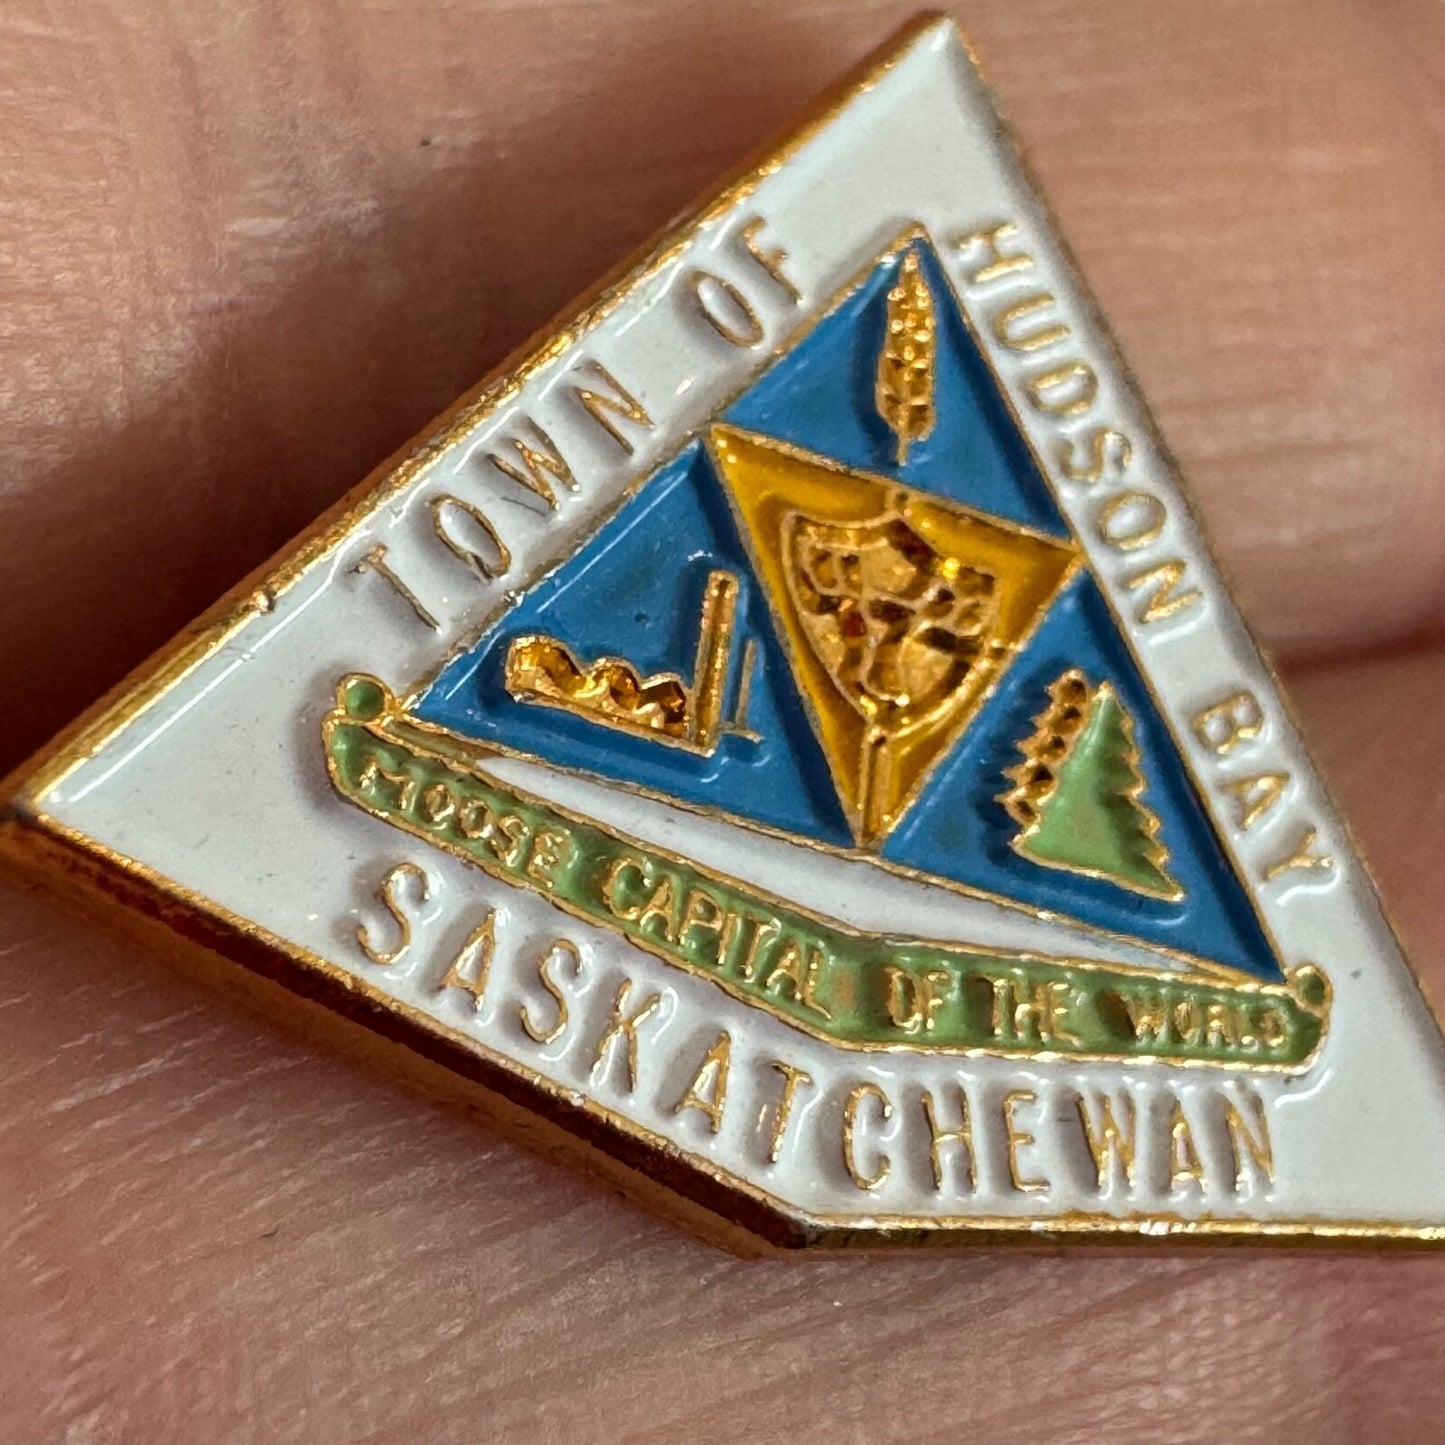 TOWN OF
HUDSON BAY
MOOSE CAPITAL OF THE WORLD
SASKATCHEWAN